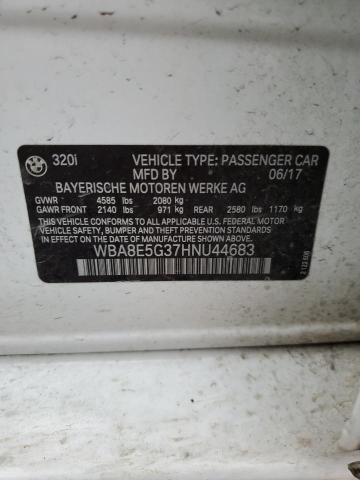 BMW
320i VEHICLE TYPE: PASSENGER CAR
MFD BY 06/17
BAYERISCHE MOTOREN WERKE AG
GVWR 4585 lbs 2080 kg
GAWR FRONT 2140 lbs 971 kg REAR 2580 lbs 1170 kg
THIS VEHICLE CONFORMS TO ALL APPLICABLE U.S. FEDERAL MOTOR
VEHICLE SAFETY, BUMPER AND THEFT PREVENTION STANDARDS IN
EFFECT ON THE DATE OF MANUFACTURE SHOWN ABOVE.
WBA8E5G37HNU44683